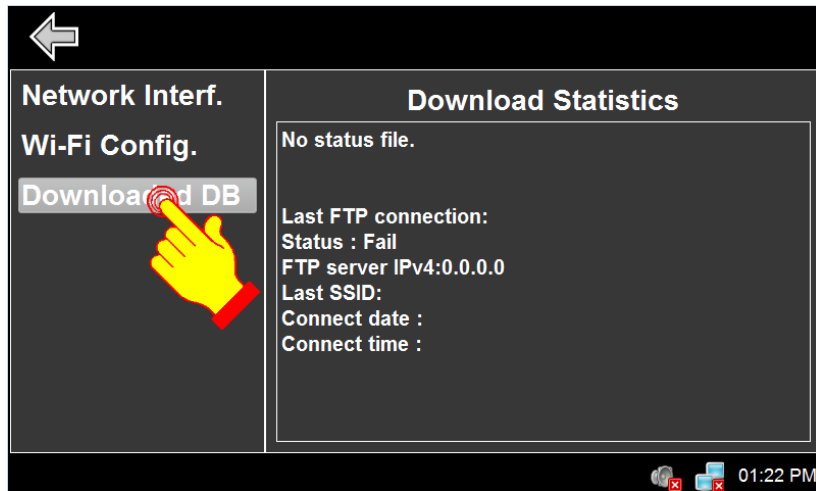 Network Interf.
Wi-Fi Config.
Downloaded DB
Download Statistics
No status file.
Last FTP connection:
Status : Fail
FTP server IPv4:0.0.0.0
Last SSID:
Connect date :
Connect time :
01:22 PM